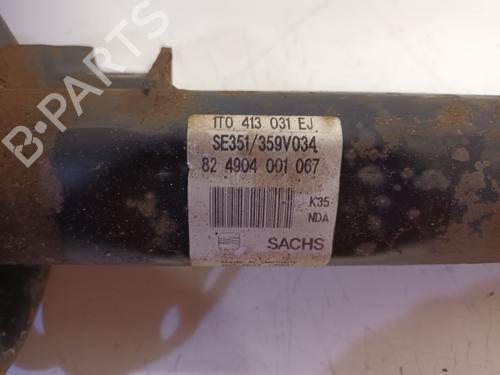 1T0 413 031 EJ
SE351/359V034
82 4904 001 067
K35
NDA
SACHS
B-PARTS